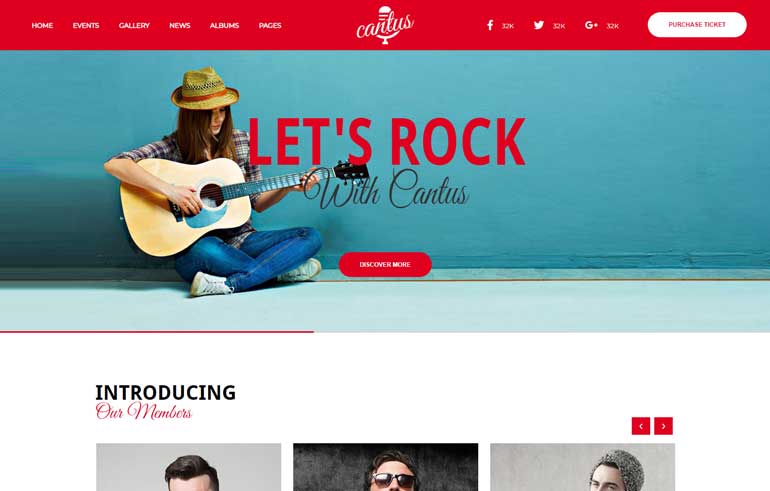 HOME EVENTS GALLERY NEWS ALBUMS PAGES cantus 32K 32K 32K PURCHASE TICKET
LET'S ROCK
With Cantus
DISCOVER MORE
INTRODUCING
Our Members